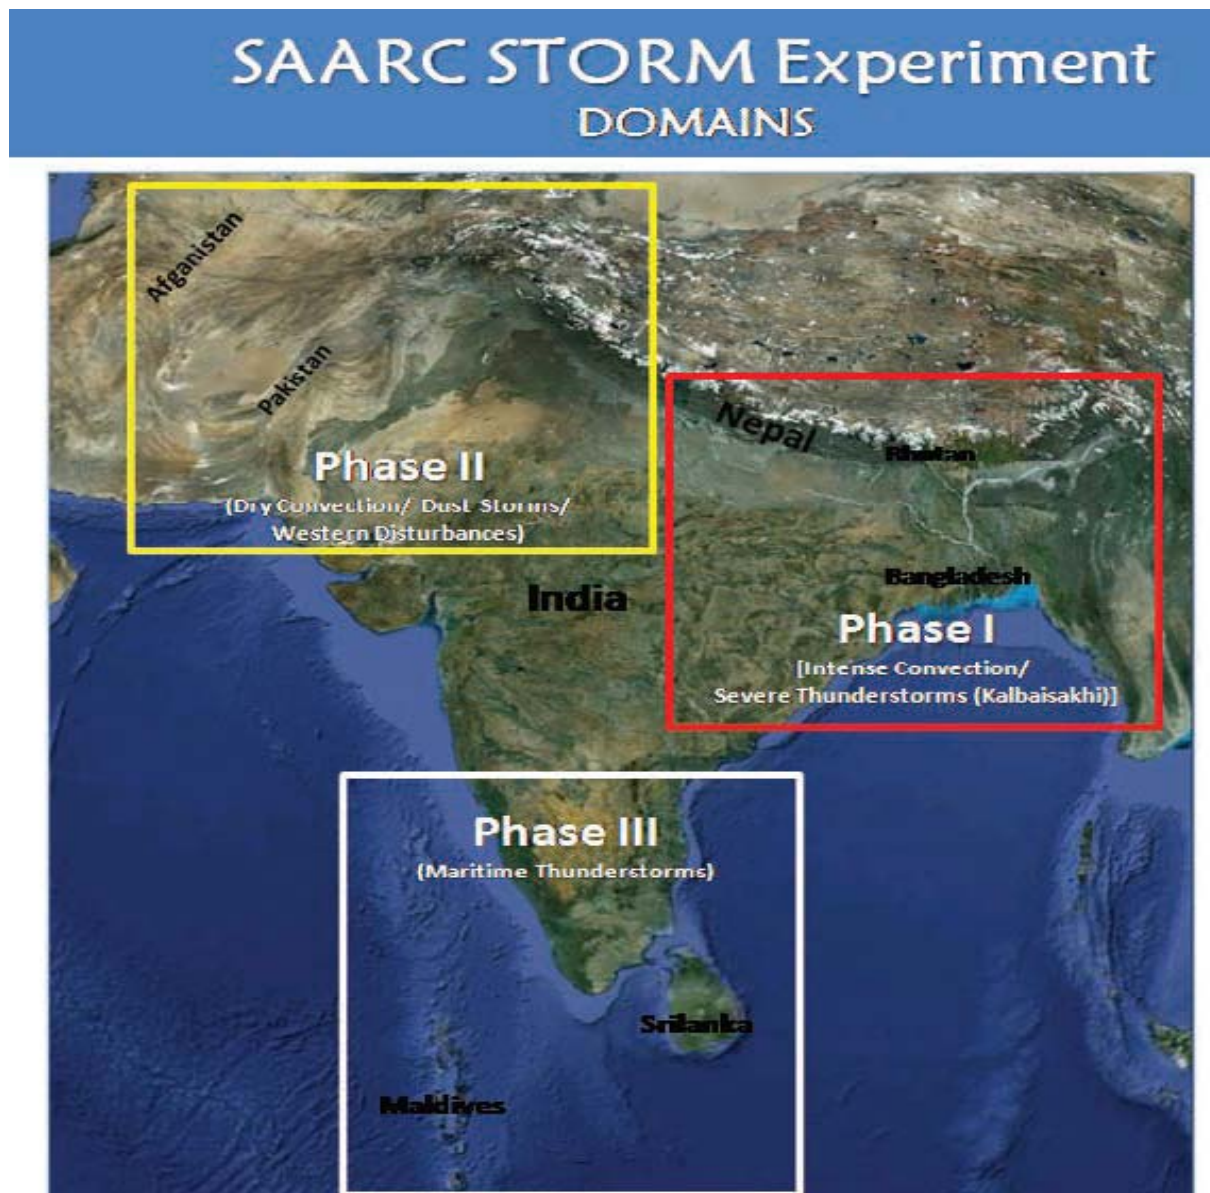 SAARC STORM Experiment
DOMAINS
Afganistan
Pakistan
Phase II
(Dry Convection/ Dust Storms/
Western Disturbances)
Nepal
Bhutan
Bangladesh
India
Phase I
[Intense Convection/
Severe Thunderstorms (Kalbaisakhi)]
Phase III
(Maritime Thunderstorms)
Srilanka
Maldives